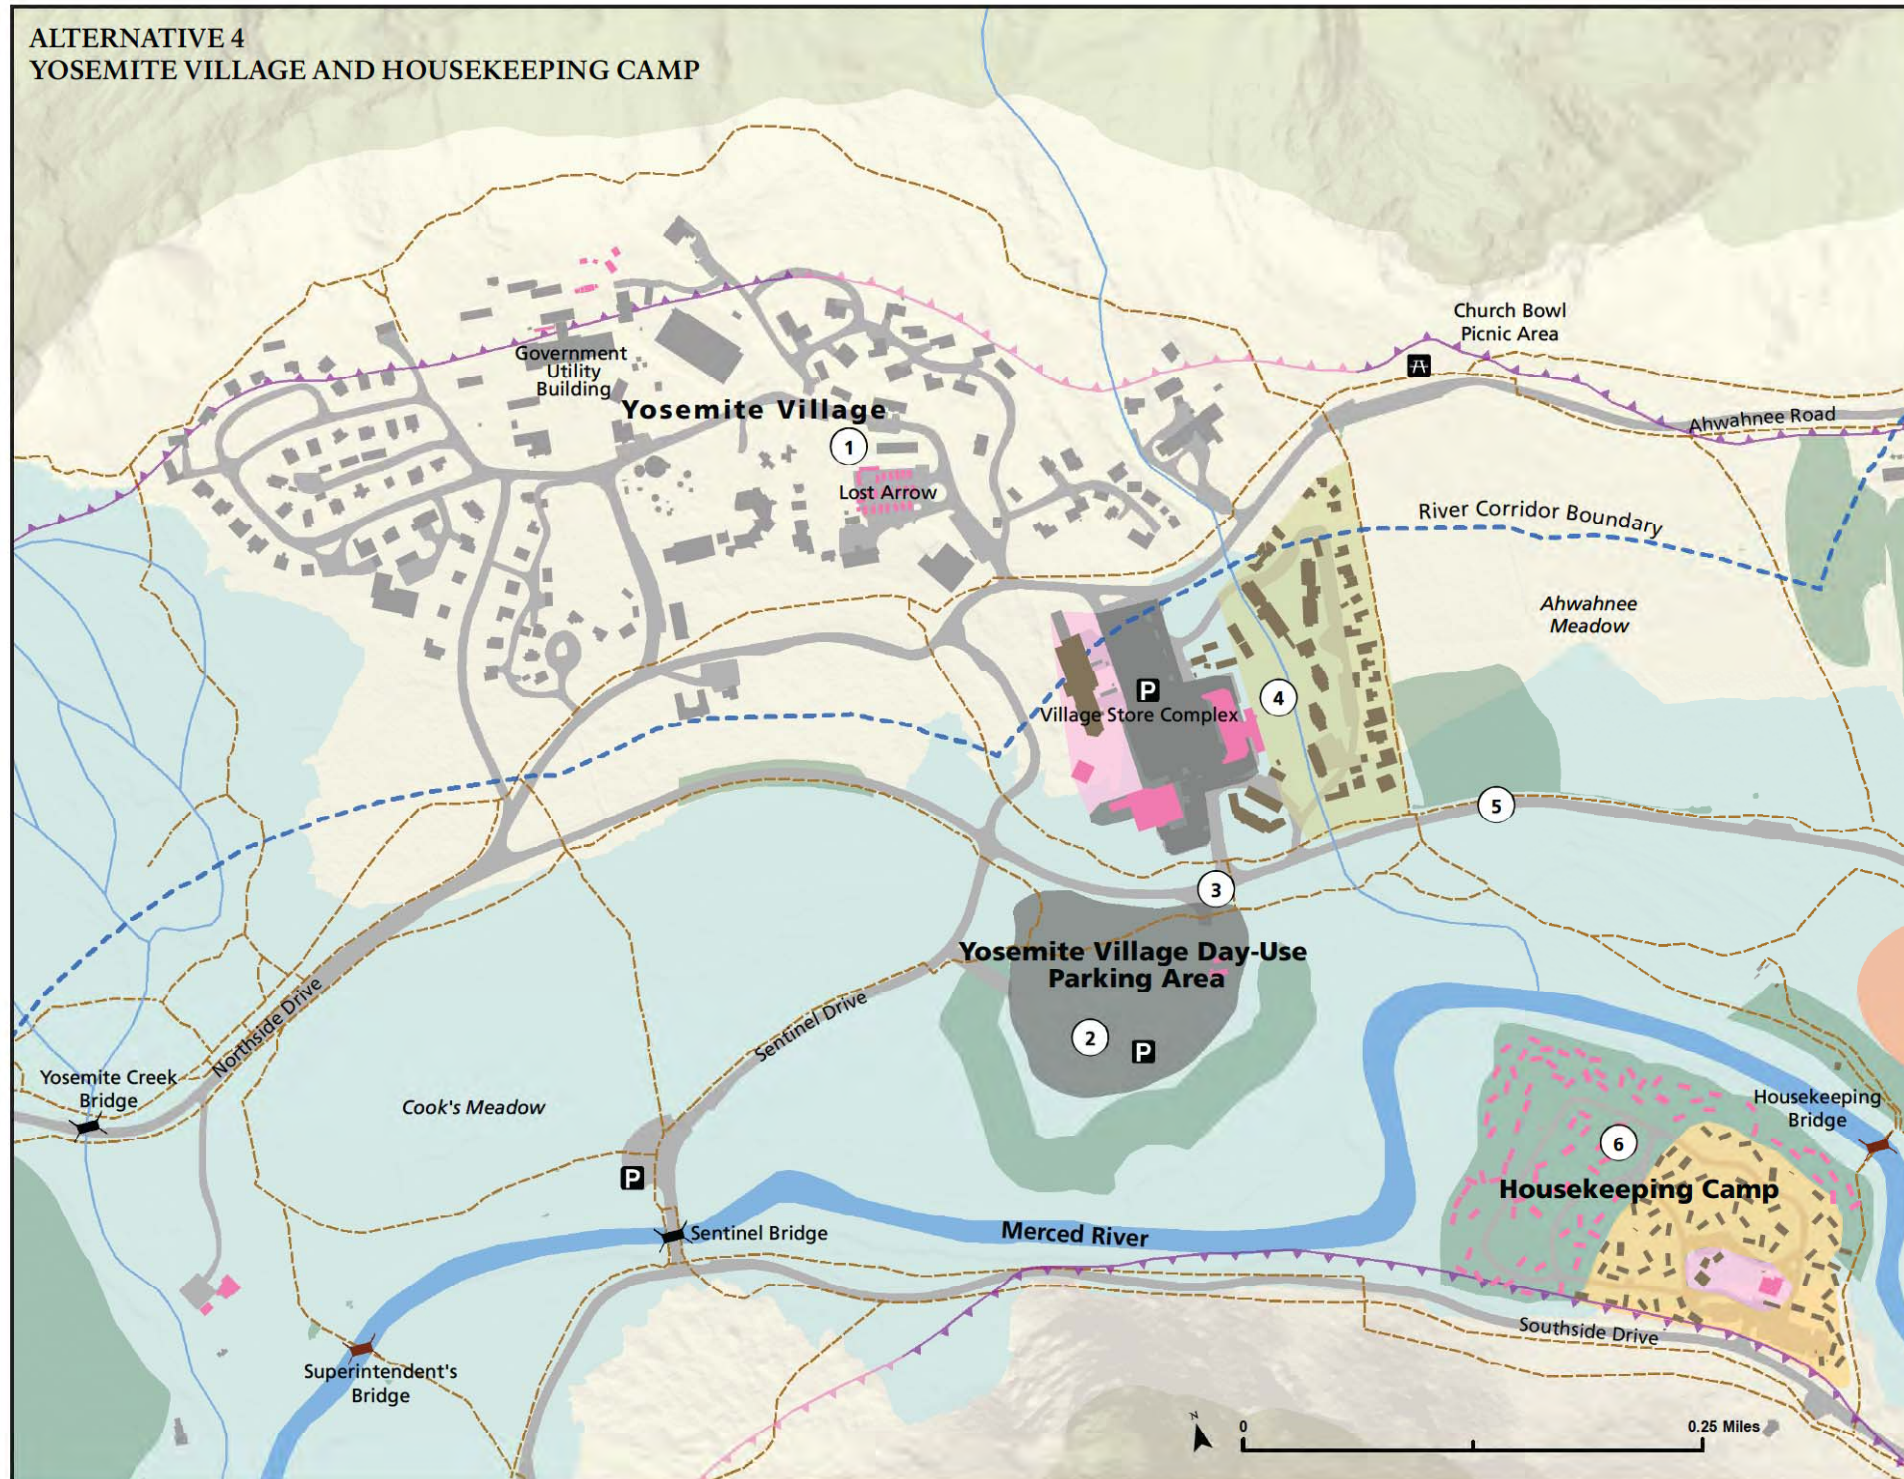 ALTERNATIVE 4
YOSEMITE VILLAGE AND HOUSEKEEPING CAMP
Church Bowl
Picnic Area
Government
Utility
Building
Yosemite Village
1
Ahwahnee Road
Lost Arrow
River Corridor Boundary
Ahwahnee
Meadow
P
4
Village Store Complex
5
3
Yosemite Village Day-Use
Parking Area
Northside Drive
Sentinel Drive
2
P
Yosemite Creek
Bridge
Cook's Meadow
Housekeeping
Bridge
6
P
Housekeeping Camp
Sentinel Bridge
Merced River
Southside Drive
Superintendent's
Bridge
N
0
0.25 Miles